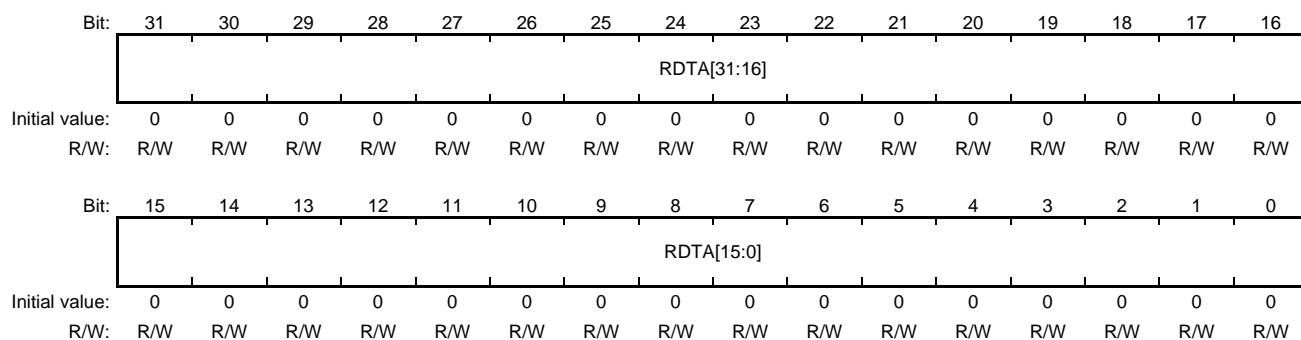 Bit: 31 30 29 28 27 26 25 24 23 22 21 20 19 18 17 16
RDTA[31:16]
Initial value: 0 0 0 0 0 0 0 0 0 0 0 0 0 0 0 0
R/W: R/W R/W R/W R/W R/W R/W R/W R/W R/W R/W R/W R/W R/W R/W R/W R/W
Bit: 15 14 13 12 11 10 9 8 7 6 5 4 3 2 1 0
RDTA[15:0]
Initial value: 0 0 0 0 0 0 0 0 0 0 0 0 0 0 0 0
R/W: R/W R/W R/W R/W R/W R/W R/W R/W R/W R/W R/W R/W R/W R/W R/W R/W